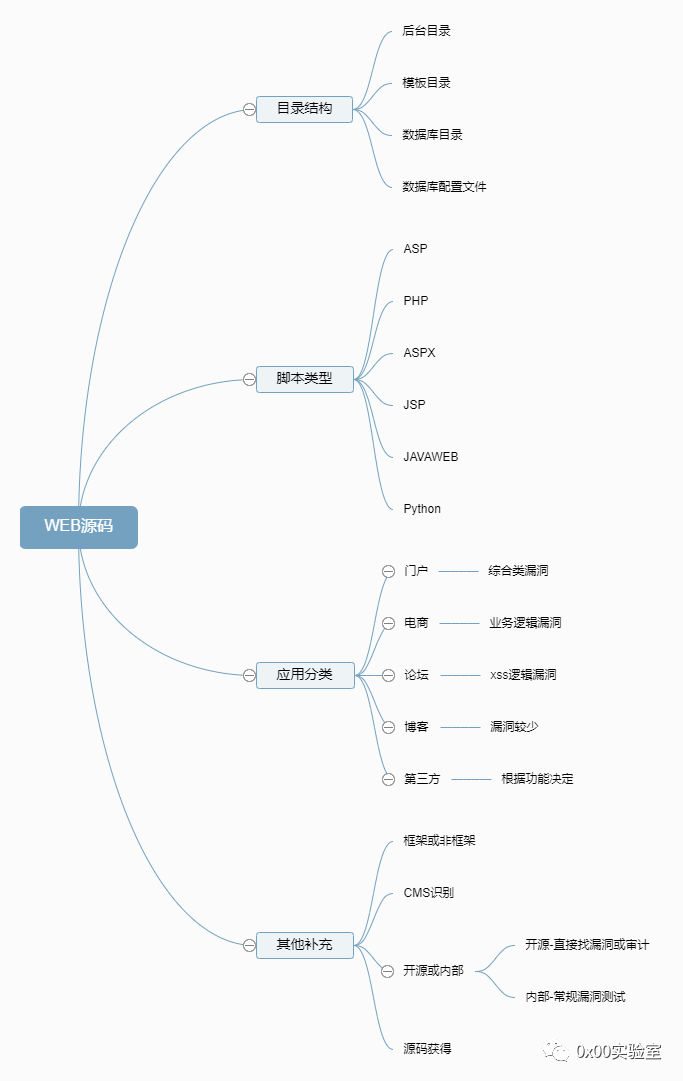 后台目录
模板目录
目录结构
数据库目录
数据库配置文件
ASP
PHP
ASPX
脚本类型
JSP
JAVAWEB
Python
WEB源码
门户 综合类漏洞
电商 业务逻辑漏洞
应用分类
论坛 xss逻辑漏洞
博客 漏洞较少
第三方 根据功能决定
框架或非框架
CMS识别
其他补充
开源-直接找漏洞或审计
开源或内部
内部-常规漏洞测试
源码获得
0x00实验室